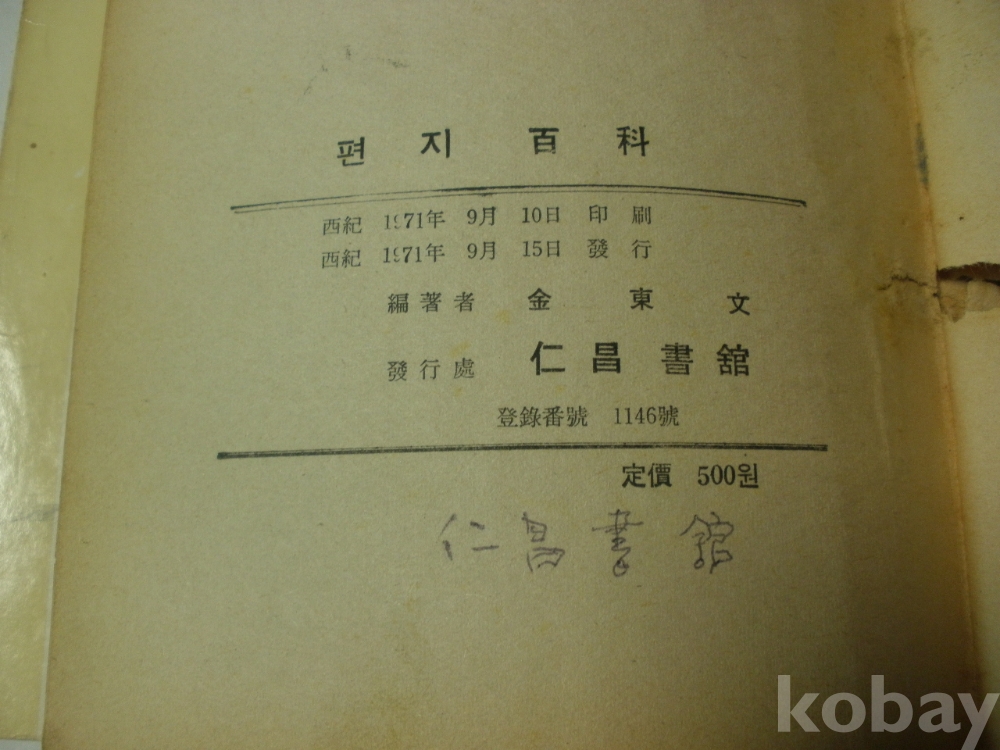 편지 百科
西紀 1971年 9月 10日 印刷
西紀 1971年 9月 15日 發行
編著者 金東文
發行處 仁昌書舘
登錄番號 1146號
定價 500원
仁昌書舘
kobay